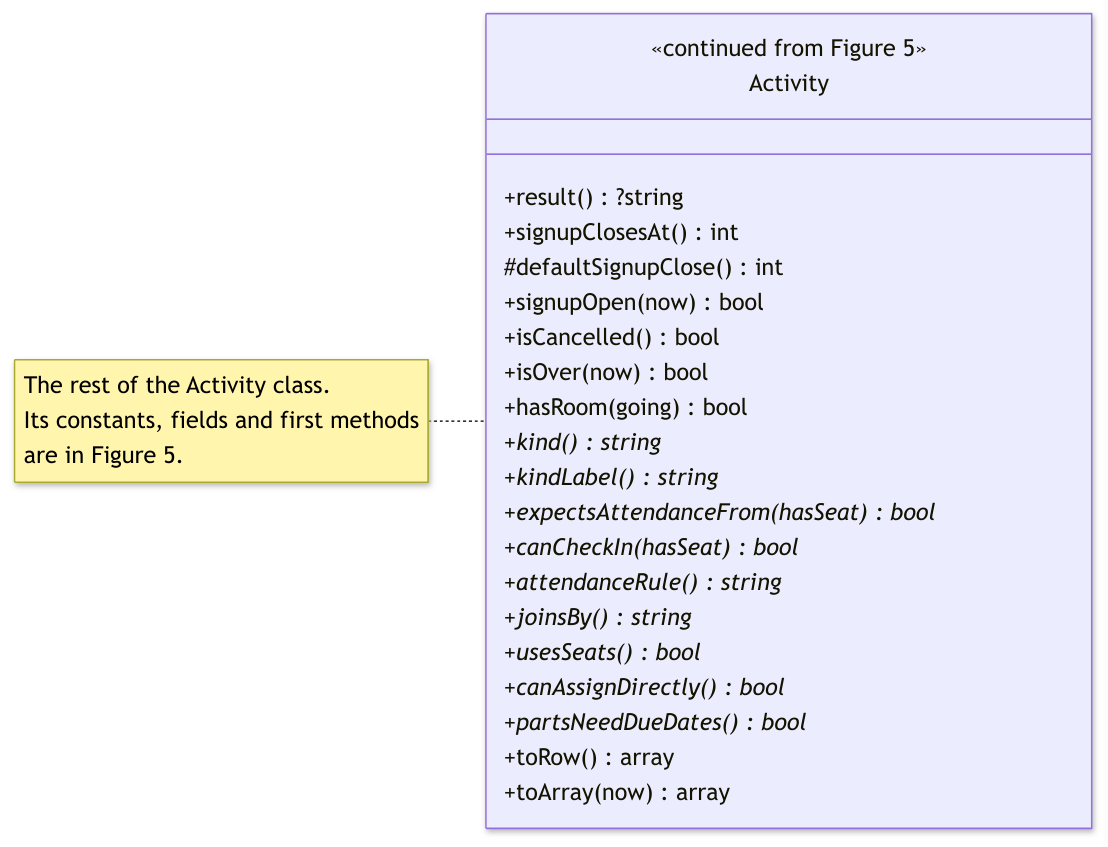 «continued from Figure 5»
Activity
+result() : ?string
+signupClosesAt() : int
#defaultSignupClose() : int
+signupOpen(now) : bool
+isCancelled() : bool
+isOver(now) : bool
+hasRoom(going) : bool
+kind() : string
+kindLabel() : string
+expectsAttendanceFrom(hasSeat) : bool
+canCheckIn(hasSeat) : bool
+attendanceRule() : string
+joinsBy() : string
+usesSeats() : bool
+canAssignDirectly() : bool
+partsNeedDueDates() : bool
+toRow() : array
+toArray(now) : array
The rest of the Activity class.
Its constants, fields and first methods
are in Figure 5.